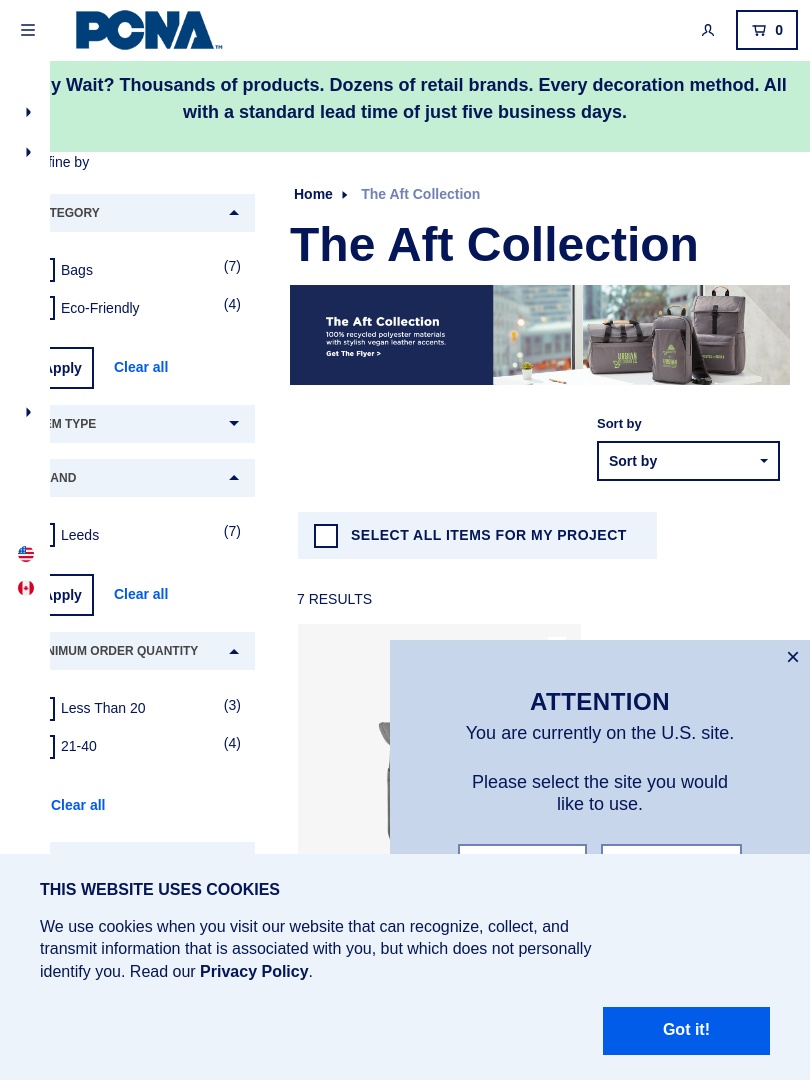 PCNA™
0
y Wait? Thousands of products. Dozens of retail brands. Every decoration method. All
with a standard lead time of just five business days.
fine by
Home The Aft Collection
The Aft Collection
The Aft Collection
100% recycled polyester materials
with stylish vegan leather accents.
Get The Flyer >
TEGORY
Bags (7)
Eco-Friendly (4)
Apply Clear all
EM TYPE
AND
Leeds (7)
Apply Clear all
NIMUM ORDER QUANTITY
Less Than 20 (3)
21-40 (4)
Clear all
Sort by
Sort by
SELECT ALL ITEMS FOR MY PROJECT
7 RESULTS
ATTENTION
You are currently on the U.S. site.
Please select the site you would
like to use.
THIS WEBSITE USES COOKIES
We use cookies when you visit our website that can recognize, collect, and
transmit information that is associated with you, but which does not personally
identify you. Read our Privacy Policy.
Got it!